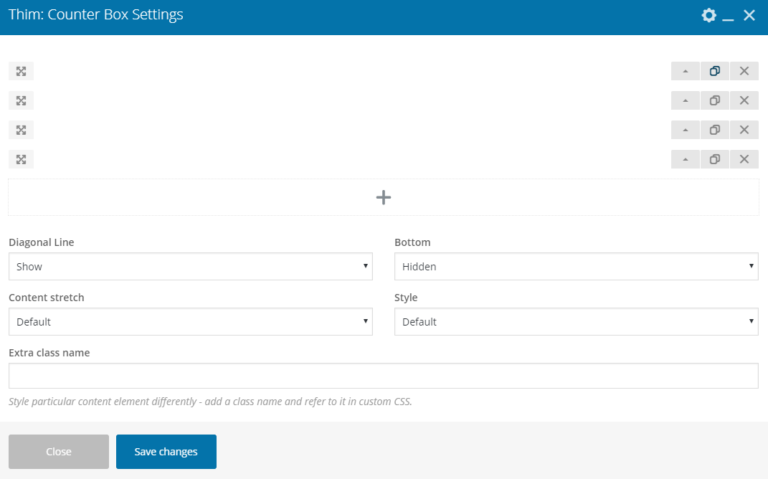 Thim: Counter Box Settings
Diagonal Line
Bottom
Show
Hidden
Content stretch
Style
Default
Default
Extra class name
Style particular content element differently - add a class name and refer to it in custom CSS.
Close
Save changes